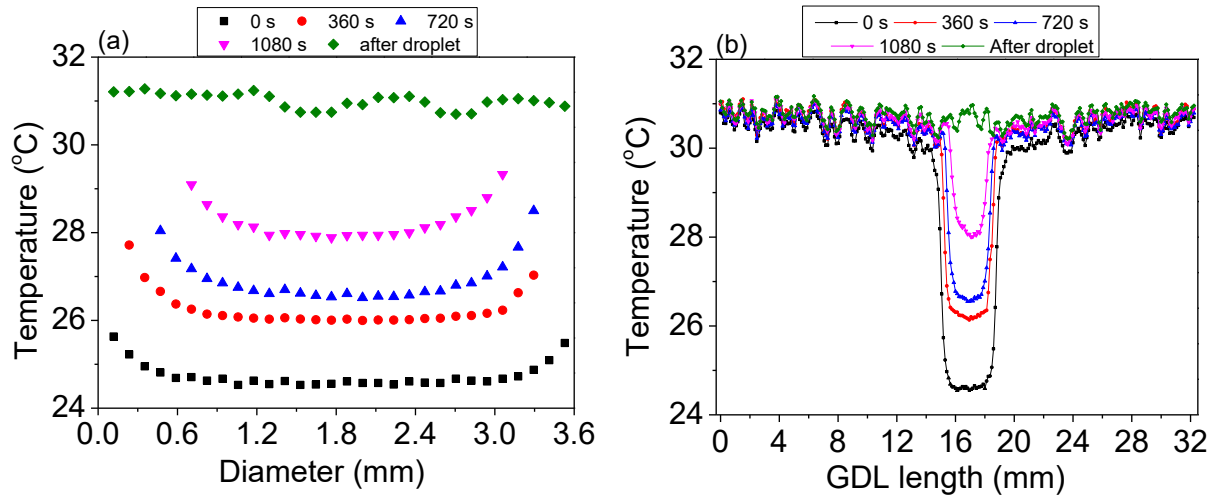 0 s 360 s 720 s
1080 s after droplet
(a)
32
30
28
26
24
Temperature (°C)
0.0 0.6 1.2 1.8 2.4 3.0 3.6
Diameter (mm)
0 s 360 s 720 s
1080 s After droplet
(b)
32
30
28
26
24
Temperature (°C)
0 4 8 12 16 20 24 28 32
GDL length (mm)